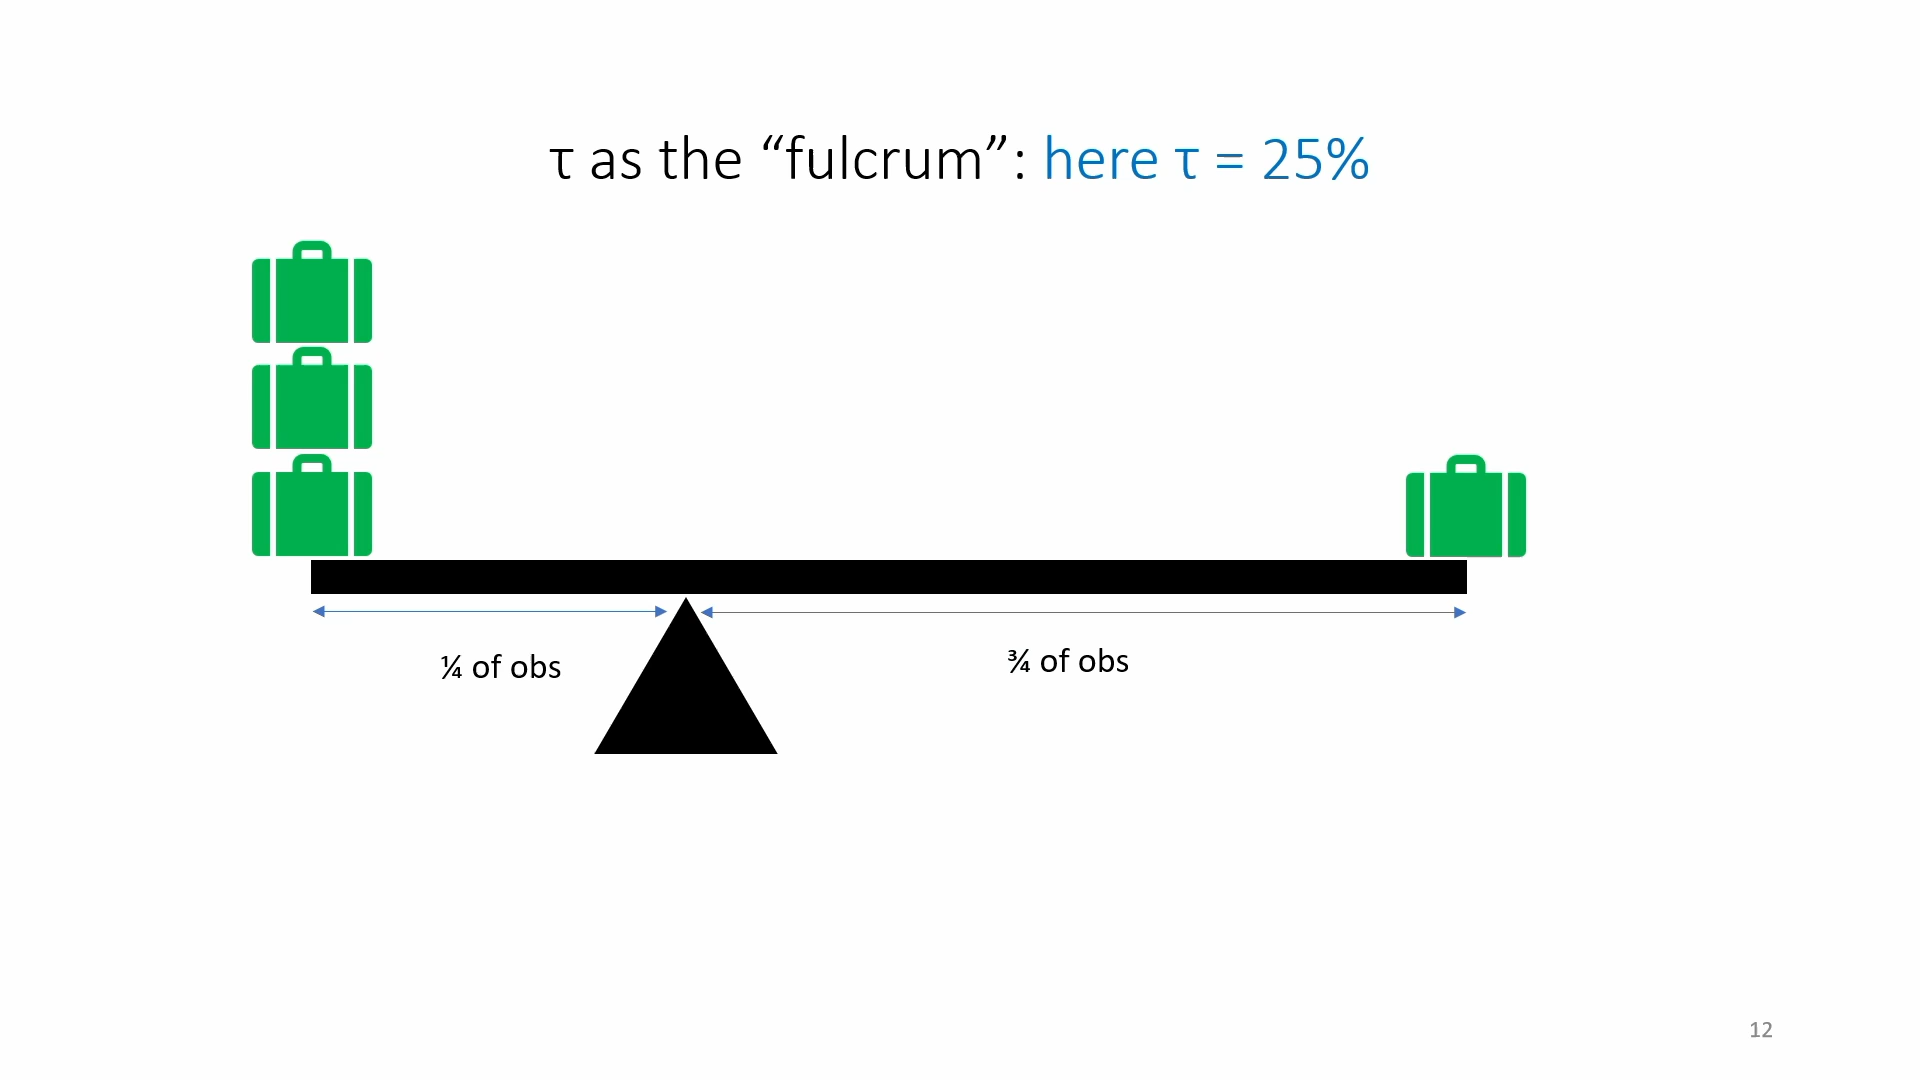 τ as the “fulcrum”: here τ = 25%
¼ of obs
¾ of obs
12